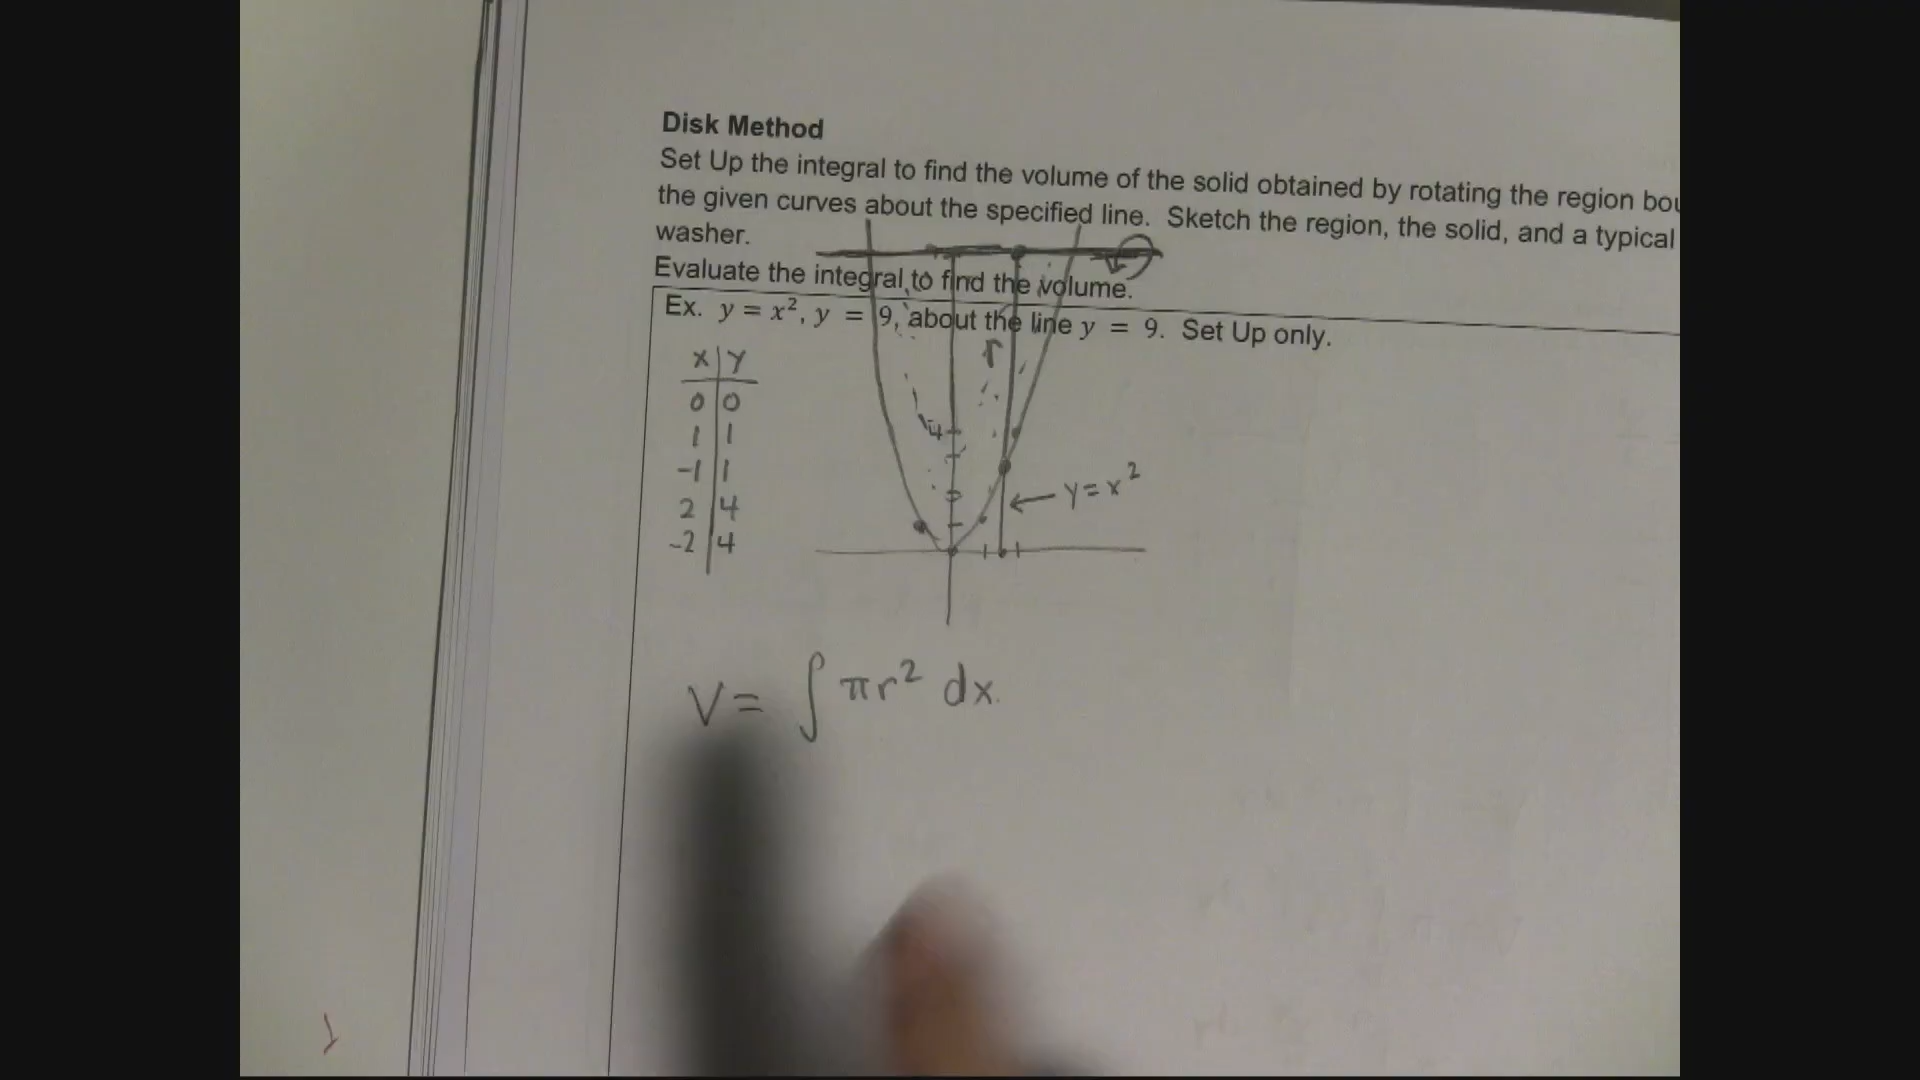 Disk Method
Set Up the integral to find the volume of the solid obtained by rotating the region bou
the given curves about the specified line. Sketch the region, the solid, and a typical
washer.
Evaluate the integral to find the volume.
Ex. y = x², y = 9, about the line y = 9. Set Up only.
x | y
0 | 0
1 | 1
-1 | 1
2 | 4
-2 | 4
r
4
← y = x²
V = ∫ πr² dx